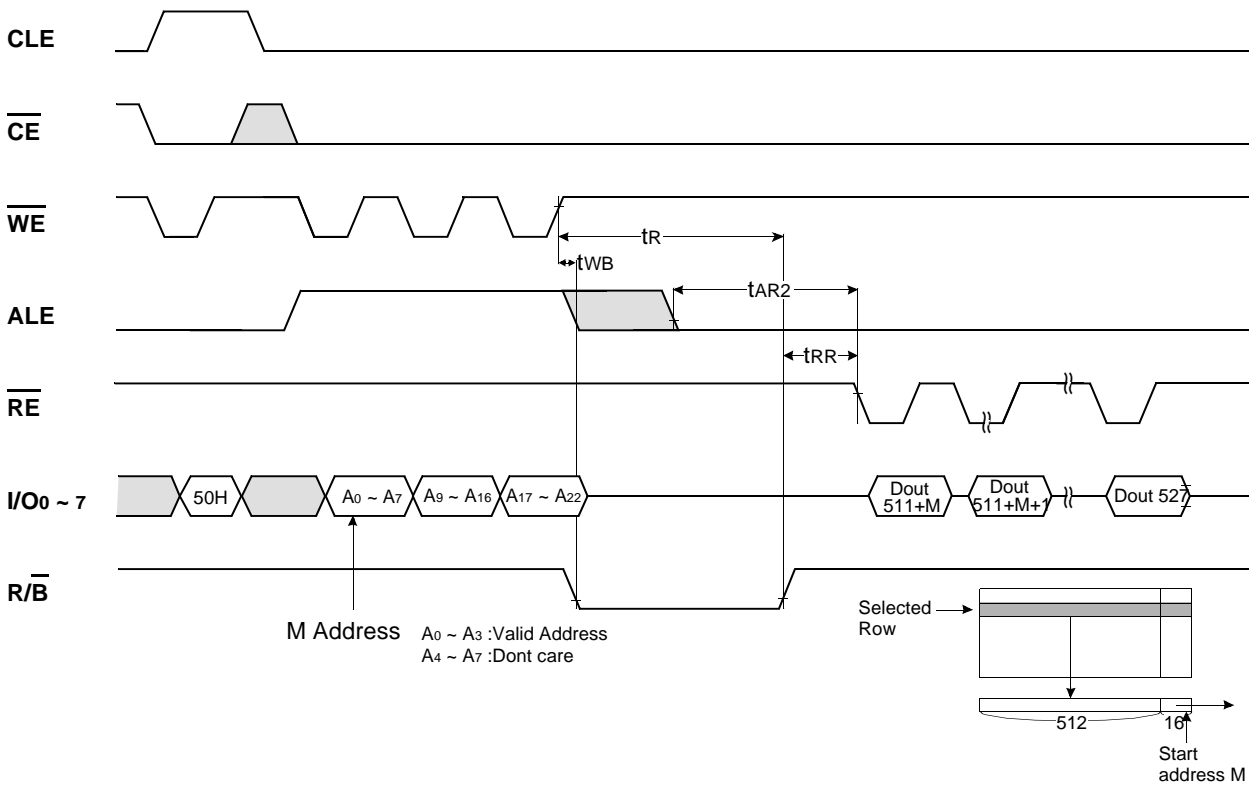 CLE
CE
WE
tR
tWB
ALE
tAR2
tRR
RE
I/O0 ~ 7
50H
A0 ~ A7
A9 ~ A16
A17 ~ A22
Dout
511+M
Dout
511+M+1
Dout 527
R/B
M Address
A0 ~ A3 :Valid Address
A4 ~ A7 :Dont care
Selected
Row
512
16
Start
address M